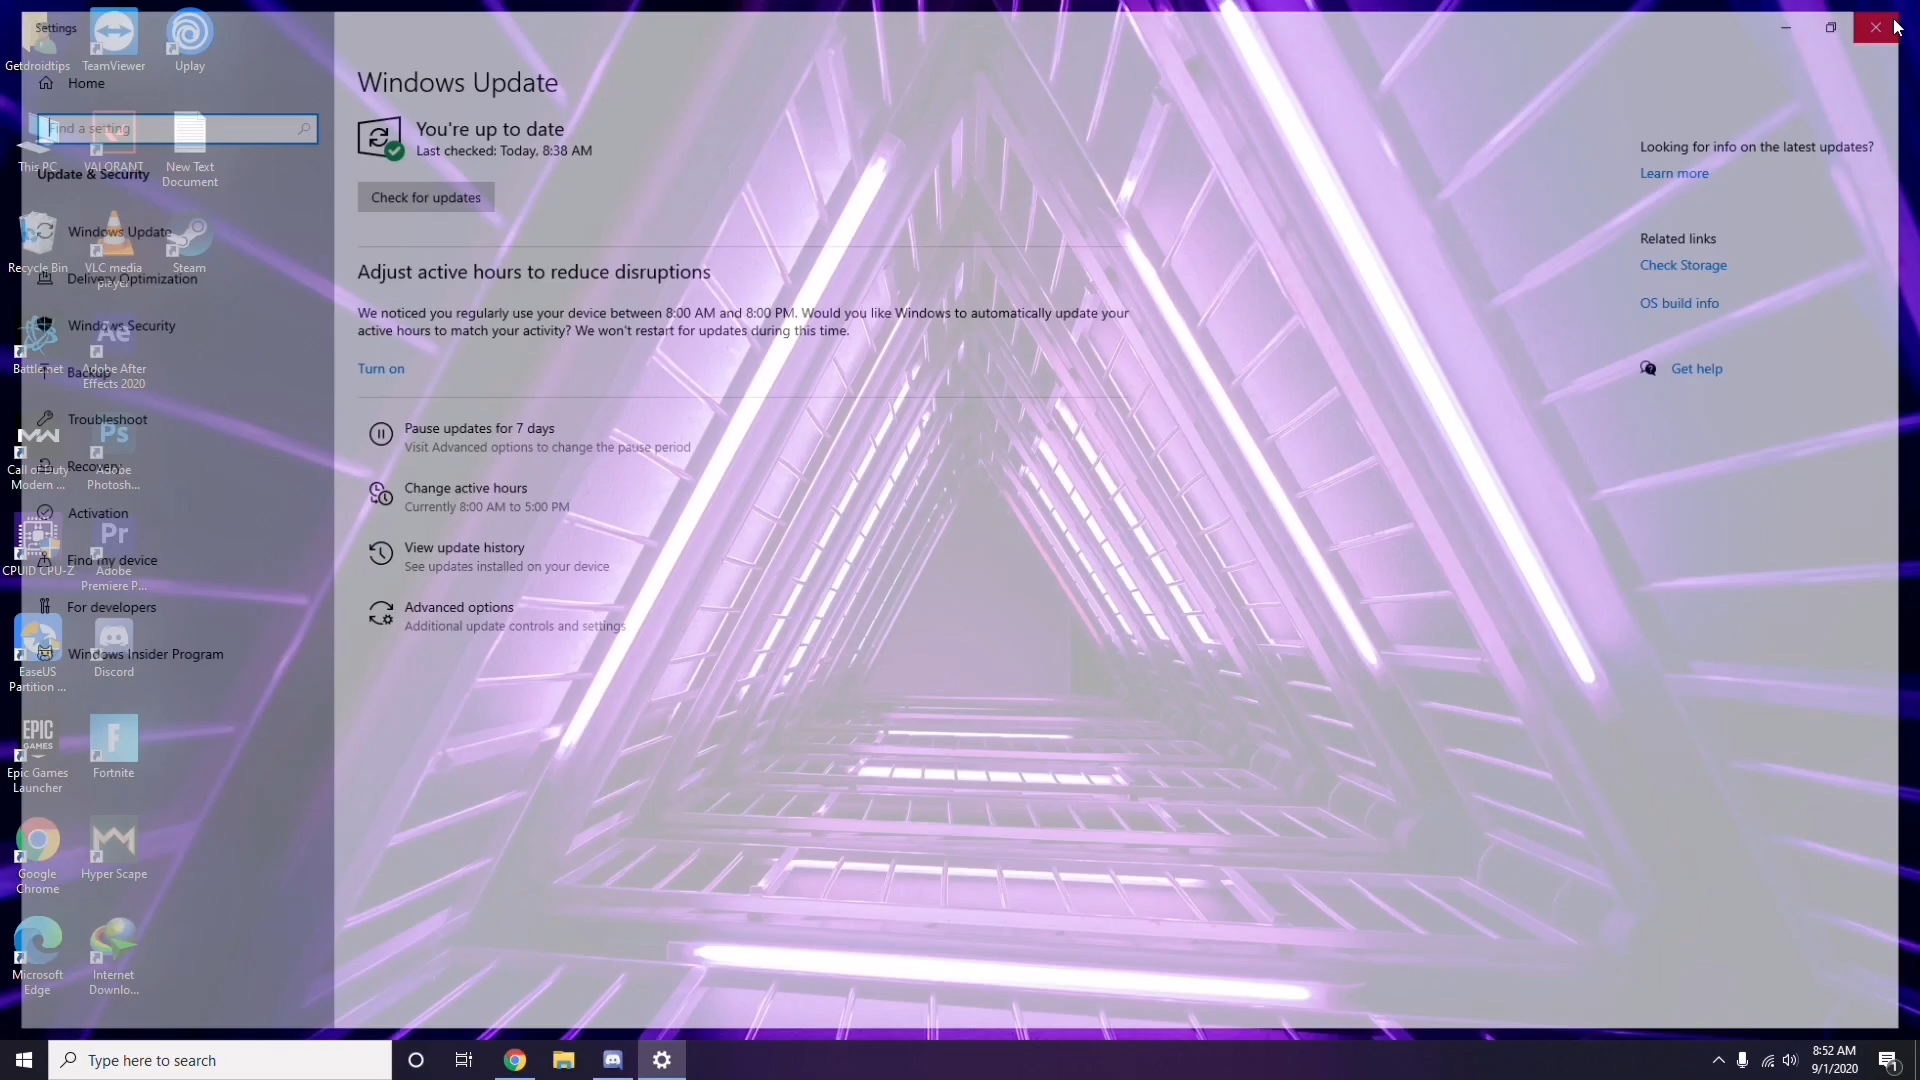 Settings
Home
Find a setting
Update & Security
Windows Update
Delivery Optimization
Windows Security
Backup
Troubleshoot
Recovery
Activation
Find my device
For developers
Windows Insider Program
Getdroidtips
TeamViewer
Uplay
This PC
VALORANT
New Text
Document
Recycle Bin
VLC media
player
Steam
Battle.net
Ae
Adobe After
Effects 2020
Call of Duty
Modern ...
Ps
Adobe
Photosh...
CPUID CPU-Z
Pr
Adobe
Premiere P...
EaseUS
Partition ...
Discord
EPIC
GAMES
Epic Games
Launcher
Fortnite
Google
Chrome
Hyper Scape
Microsoft
Edge
Internet
Downlo...
Windows Update
You're up to date
Last checked: Today, 8:38 AM
Check for updates
Adjust active hours to reduce disruptions
We noticed you regularly use your device between 8:00 AM and 8:00 PM. Would you like Windows to automatically update your
active hours to match your activity? We won't restart for updates during this time.
Turn on
Pause updates for 7 days
Visit Advanced options to change the pause period
Change active hours
Currently 8:00 AM to 5:00 PM
View update history
See updates installed on your device
Advanced options
Additional update controls and settings
Looking for info on the latest updates?
Learn more
Related links
Check Storage
OS build info
Get help
Type here to search
8:52 AM
9/1/2020
1